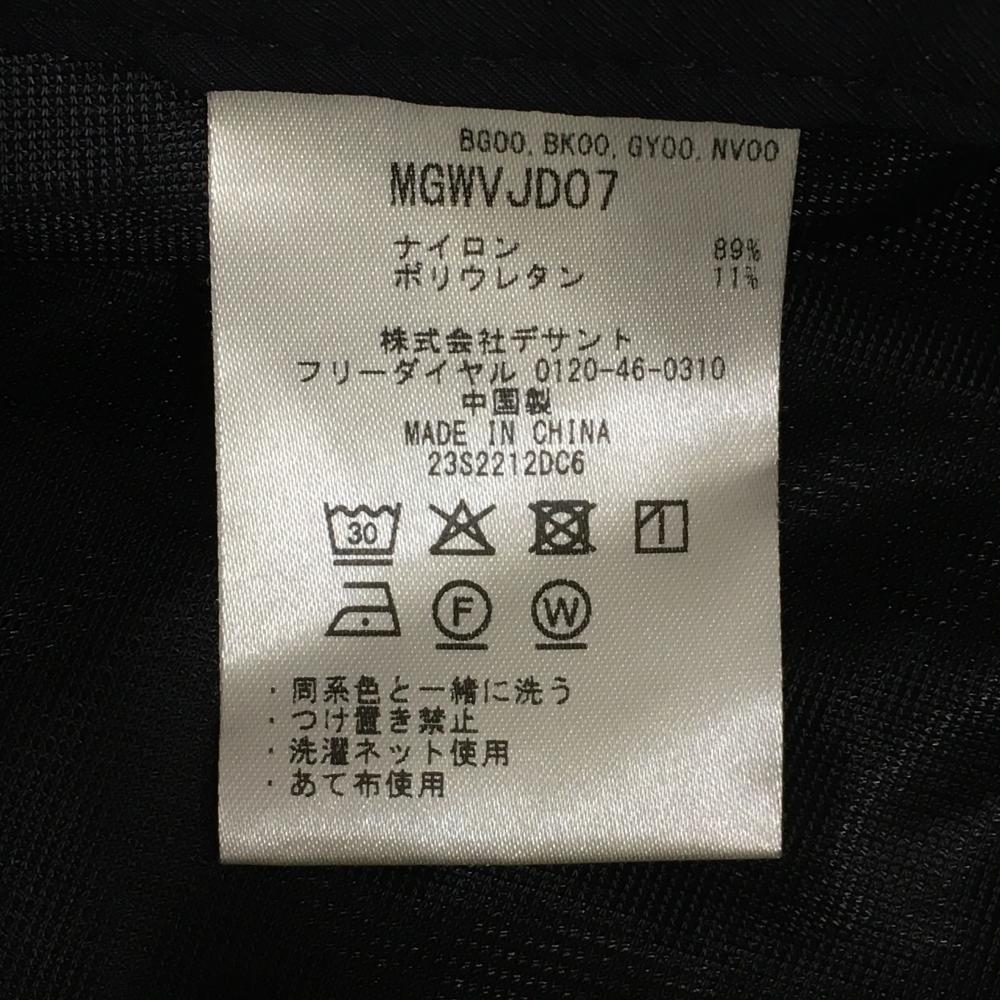 BG00, BK00, GY00, NV00
MGWVJD07
ナイロン 89%
ポリウレタン 11%
株式会社デサント
フリーダイヤル 0120-46-0310
中国製
MADE IN CHINA
23S2212DC6
30
F W
・同系色と一緒に洗う
・つけ置き禁止
・洗濯ネット使用
・あて布使用